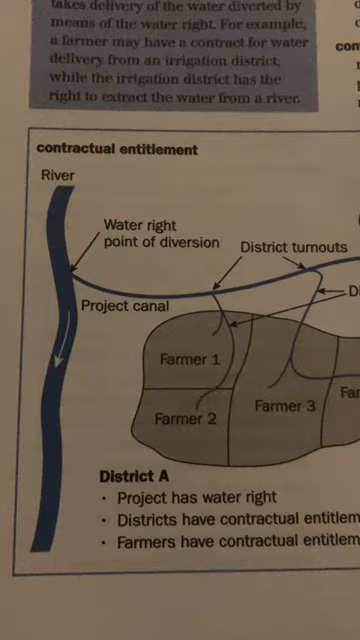 takes delivery of the water diverted by
means of the water right. For example,
a farmer may have a contract for water
delivery from an irrigation district,
while the irrigation district has the
right to extract the water from a river.
con
contractual entitlement
River
Water right
point of diversion
District turnouts
Project canal
Di
Farmer 1
Farmer 2
Farmer 3
Far
District A
· Project has water right
· Districts have contractual entitlem
· Farmers have contractual entitlem